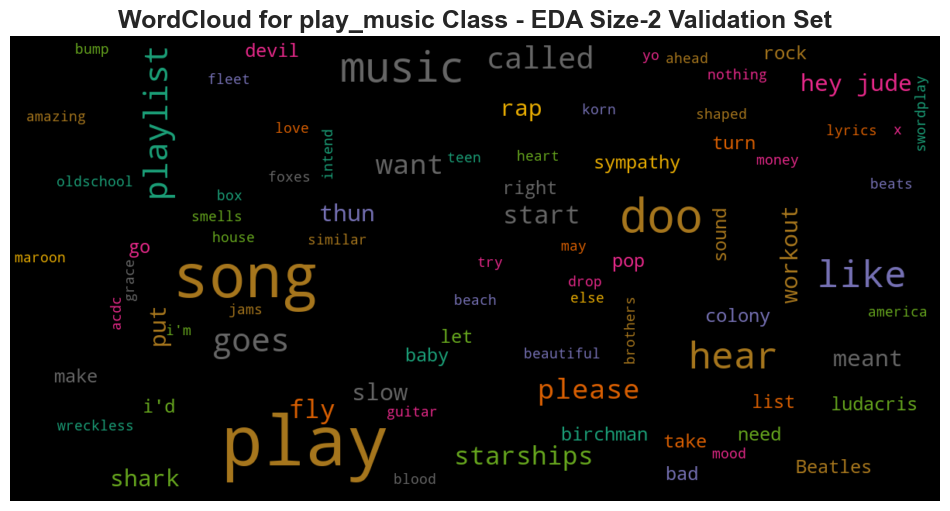 WordCloud for play_music Class - EDA Size-2 Validation Set
bump
playlist
devil
music
called
yo
ahead
rock
fleet
nothing
hey jude
swordplay
amazing
rap
korn
shaped
love
intend
lyrics
x
turn
oldschool
foxes
want
teen
heart
sympathy
money
box
right
beats
smells
thun
start
doo
sound
workout
house
similar
maroon
go
grace
song
try
may
pop
like
drop
else
acdc
put
i'm
jams
beach
brothers
colony
america
goes
let
baby
beautiful
hear
meant
make
slow
please
i'd
fly
guitar
list
ludacris
wreckless
play
birchman
take
need
starships
mood
shark
blood
bad
Beatles